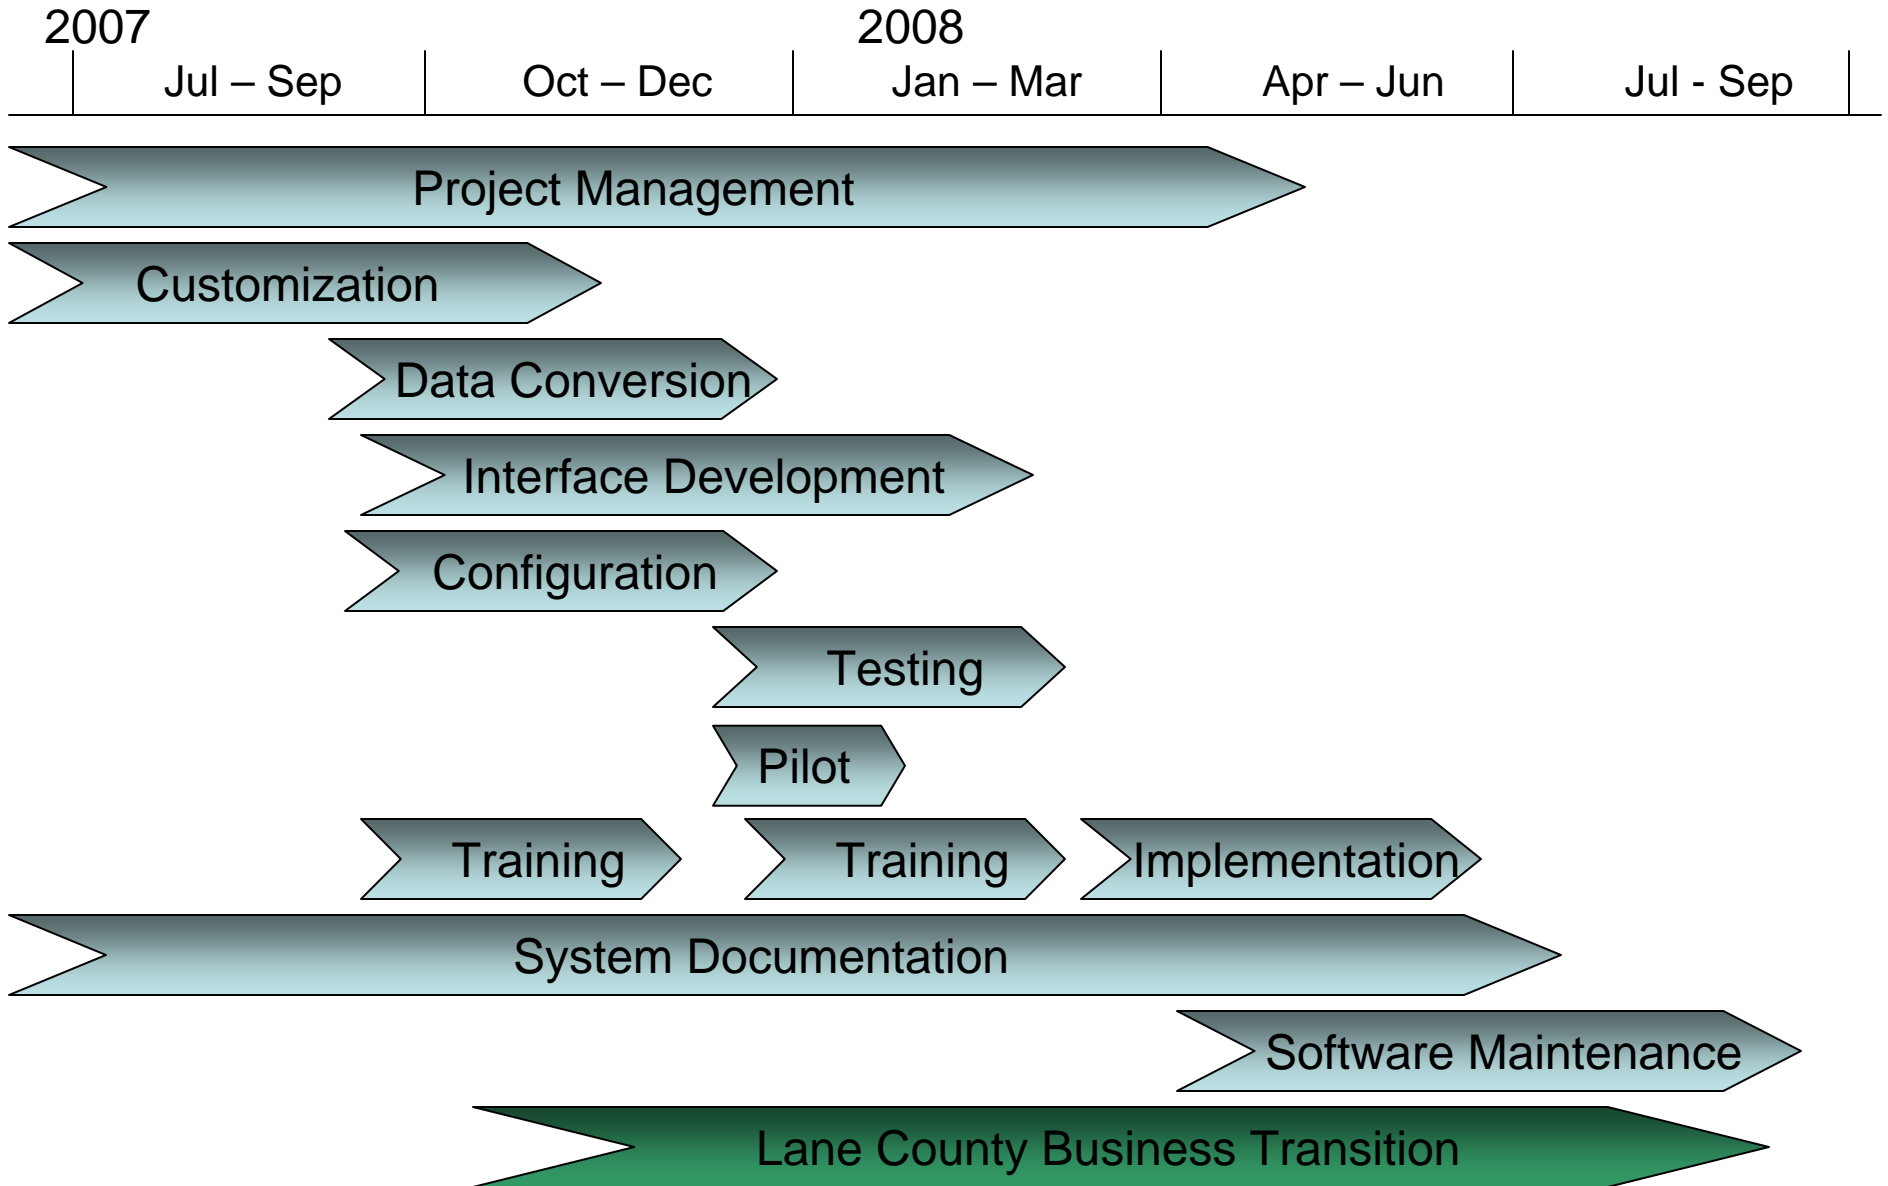 2007 2008
Jul – Sep Oct – Dec Jan – Mar Apr – Jun Jul - Sep
Project Management
Customization
Data Conversion
Interface Development
Configuration
Testing
Pilot
Training Training Implementation
System Documentation
Software Maintenance
Lane County Business Transition